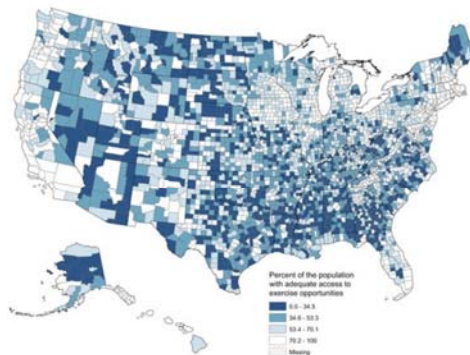 Percent of the population
with adequate access to
exercise opportunities
0.0 - 34.5
34.6 - 53.3
53.4 - 70.1
70.2 - 100
Missing